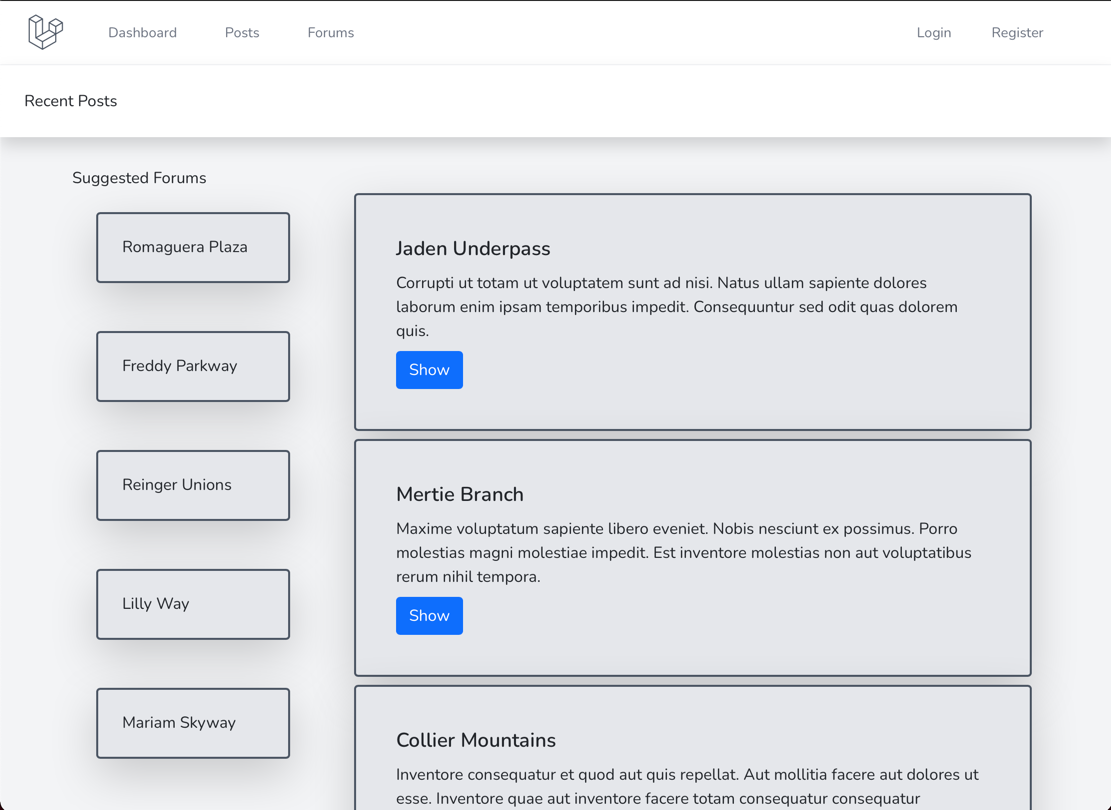 Dashboard Posts Forums Login Register
Recent Posts
Suggested Forums
Romaguera Plaza
Freddy Parkway
Reinger Unions
Lilly Way
Mariam Skyway
Jaden Underpass
Corrupti ut totam ut voluptatem sunt ad nisi. Natus ullam sapiente dolores
laborum enim ipsam temporibus impedit. Consequuntur sed odit quas dolorem
quis.
Show
Mertie Branch
Maxime voluptatum sapiente libero eveniet. Nobis nesciunt ex possimus. Porro
molestias magni molestiae impedit. Est inventore molestias non aut voluptatibus
rerum nihil tempora.
Show
Collier Mountains
Inventore consequatur et quod aut quis repellat. Aut mollitia facere aut dolores ut
esse. Inventore quae aut inventore facere totam consequatur consequatur